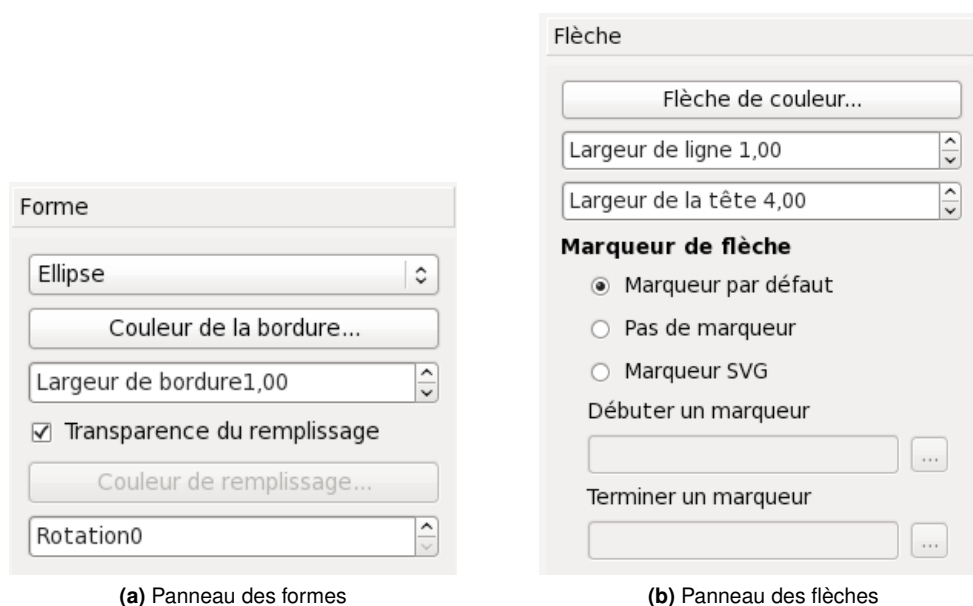 Forme
Ellipse
Couleur de la bordure...
Largeur de bordure1,00
Transparence du remplissage
Couleur de remplissage...
Rotation0
(a) Panneau des formes
Flèche
Flèche de couleur...
Largeur de ligne 1,00
Largeur de la tête 4,00
Marqueur de flèche
Marqueur par défaut
Pas de marqueur
Marqueur SVG
Débuter un marqueur
...
Terminer un marqueur
...
(b) Panneau des flèches